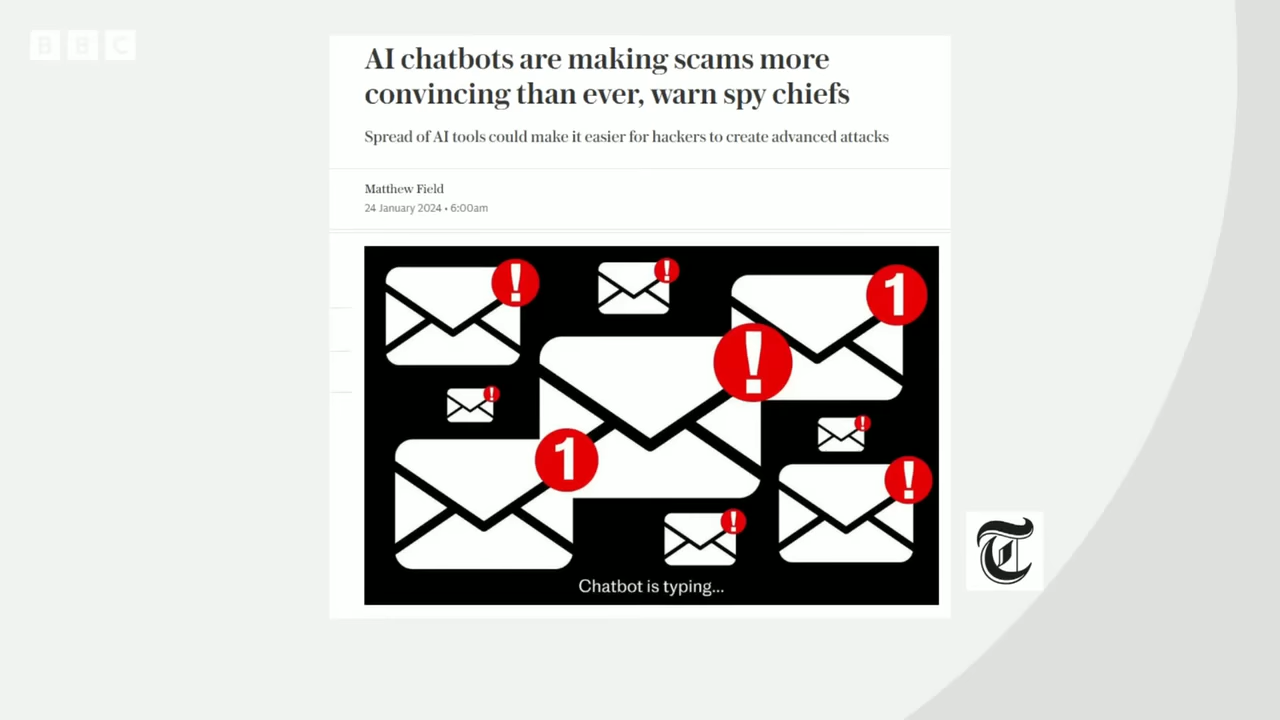 BBC
AI chatbots are making scams more
convincing than ever, warn spy chiefs
Spread of AI tools could make it easier for hackers to create advanced attacks
Matthew Field
24 January 2024 • 6:00am
!
!
1
!
!
!
1
!
!
Chatbot is typing...
T